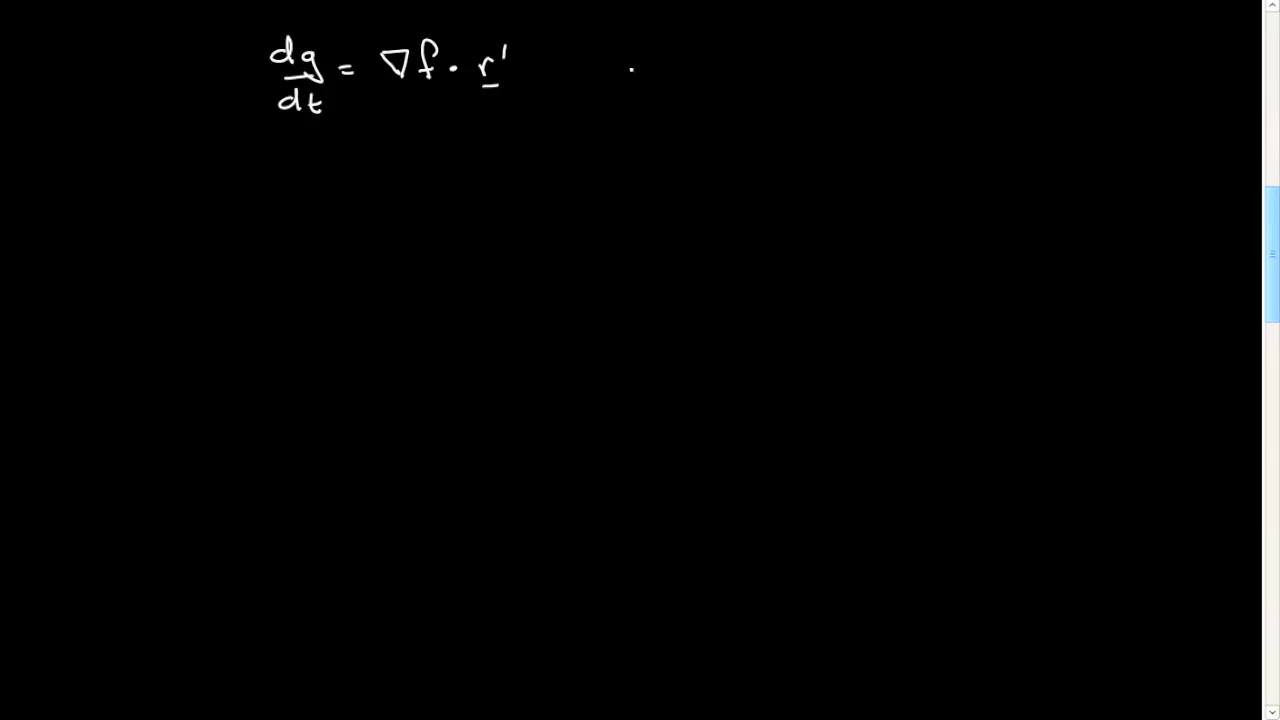 dg/dt = ∇f · r'